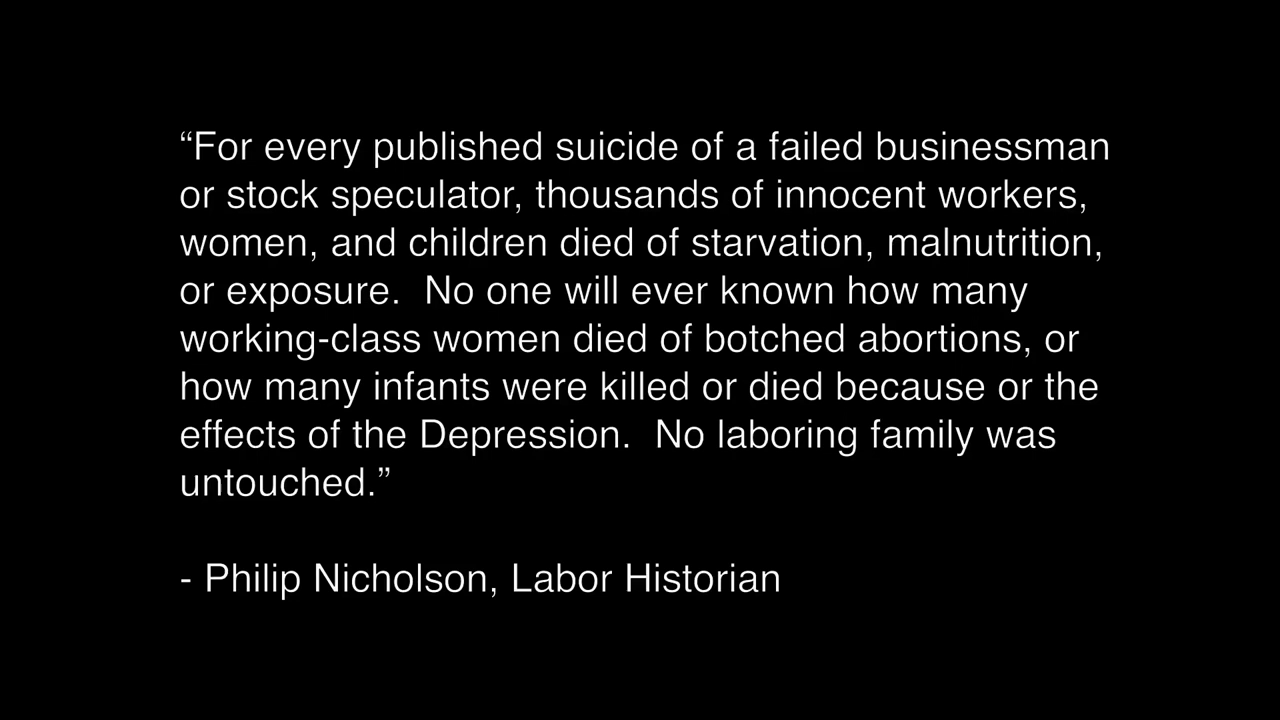 “For every published suicide of a failed businessman
or stock speculator, thousands of innocent workers,
women, and children died of starvation, malnutrition,
or exposure.  No one will ever known how many
working-class women died of botched abortions, or
how many infants were killed or died because or the
effects of the Depression.  No laboring family was
untouched.”
- Philip Nicholson, Labor Historian